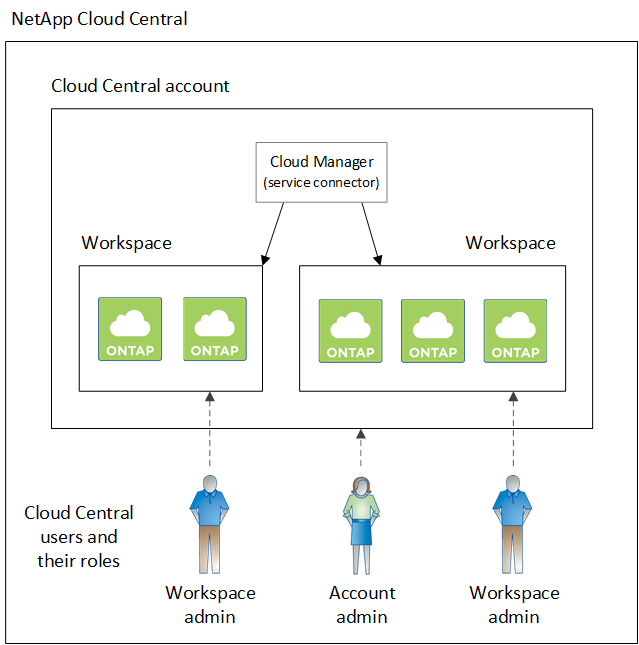 NetApp Cloud Central
Cloud Central account
Cloud Manager
(service connector)
Workspace
Workspace
ONTAP
ONTAP
ONTAP
ONTAP
ONTAP
Cloud Central
users and
their roles
Workspace
admin
Account
admin
Workspace
admin